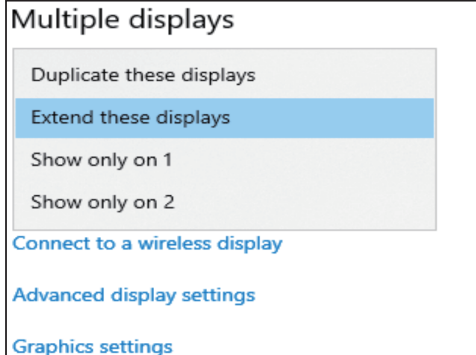 Multiple displays
Duplicate these displays
Extend these displays
Show only on 1
Show only on 2
Connect to a wireless display
Advanced display settings
Graphics settings